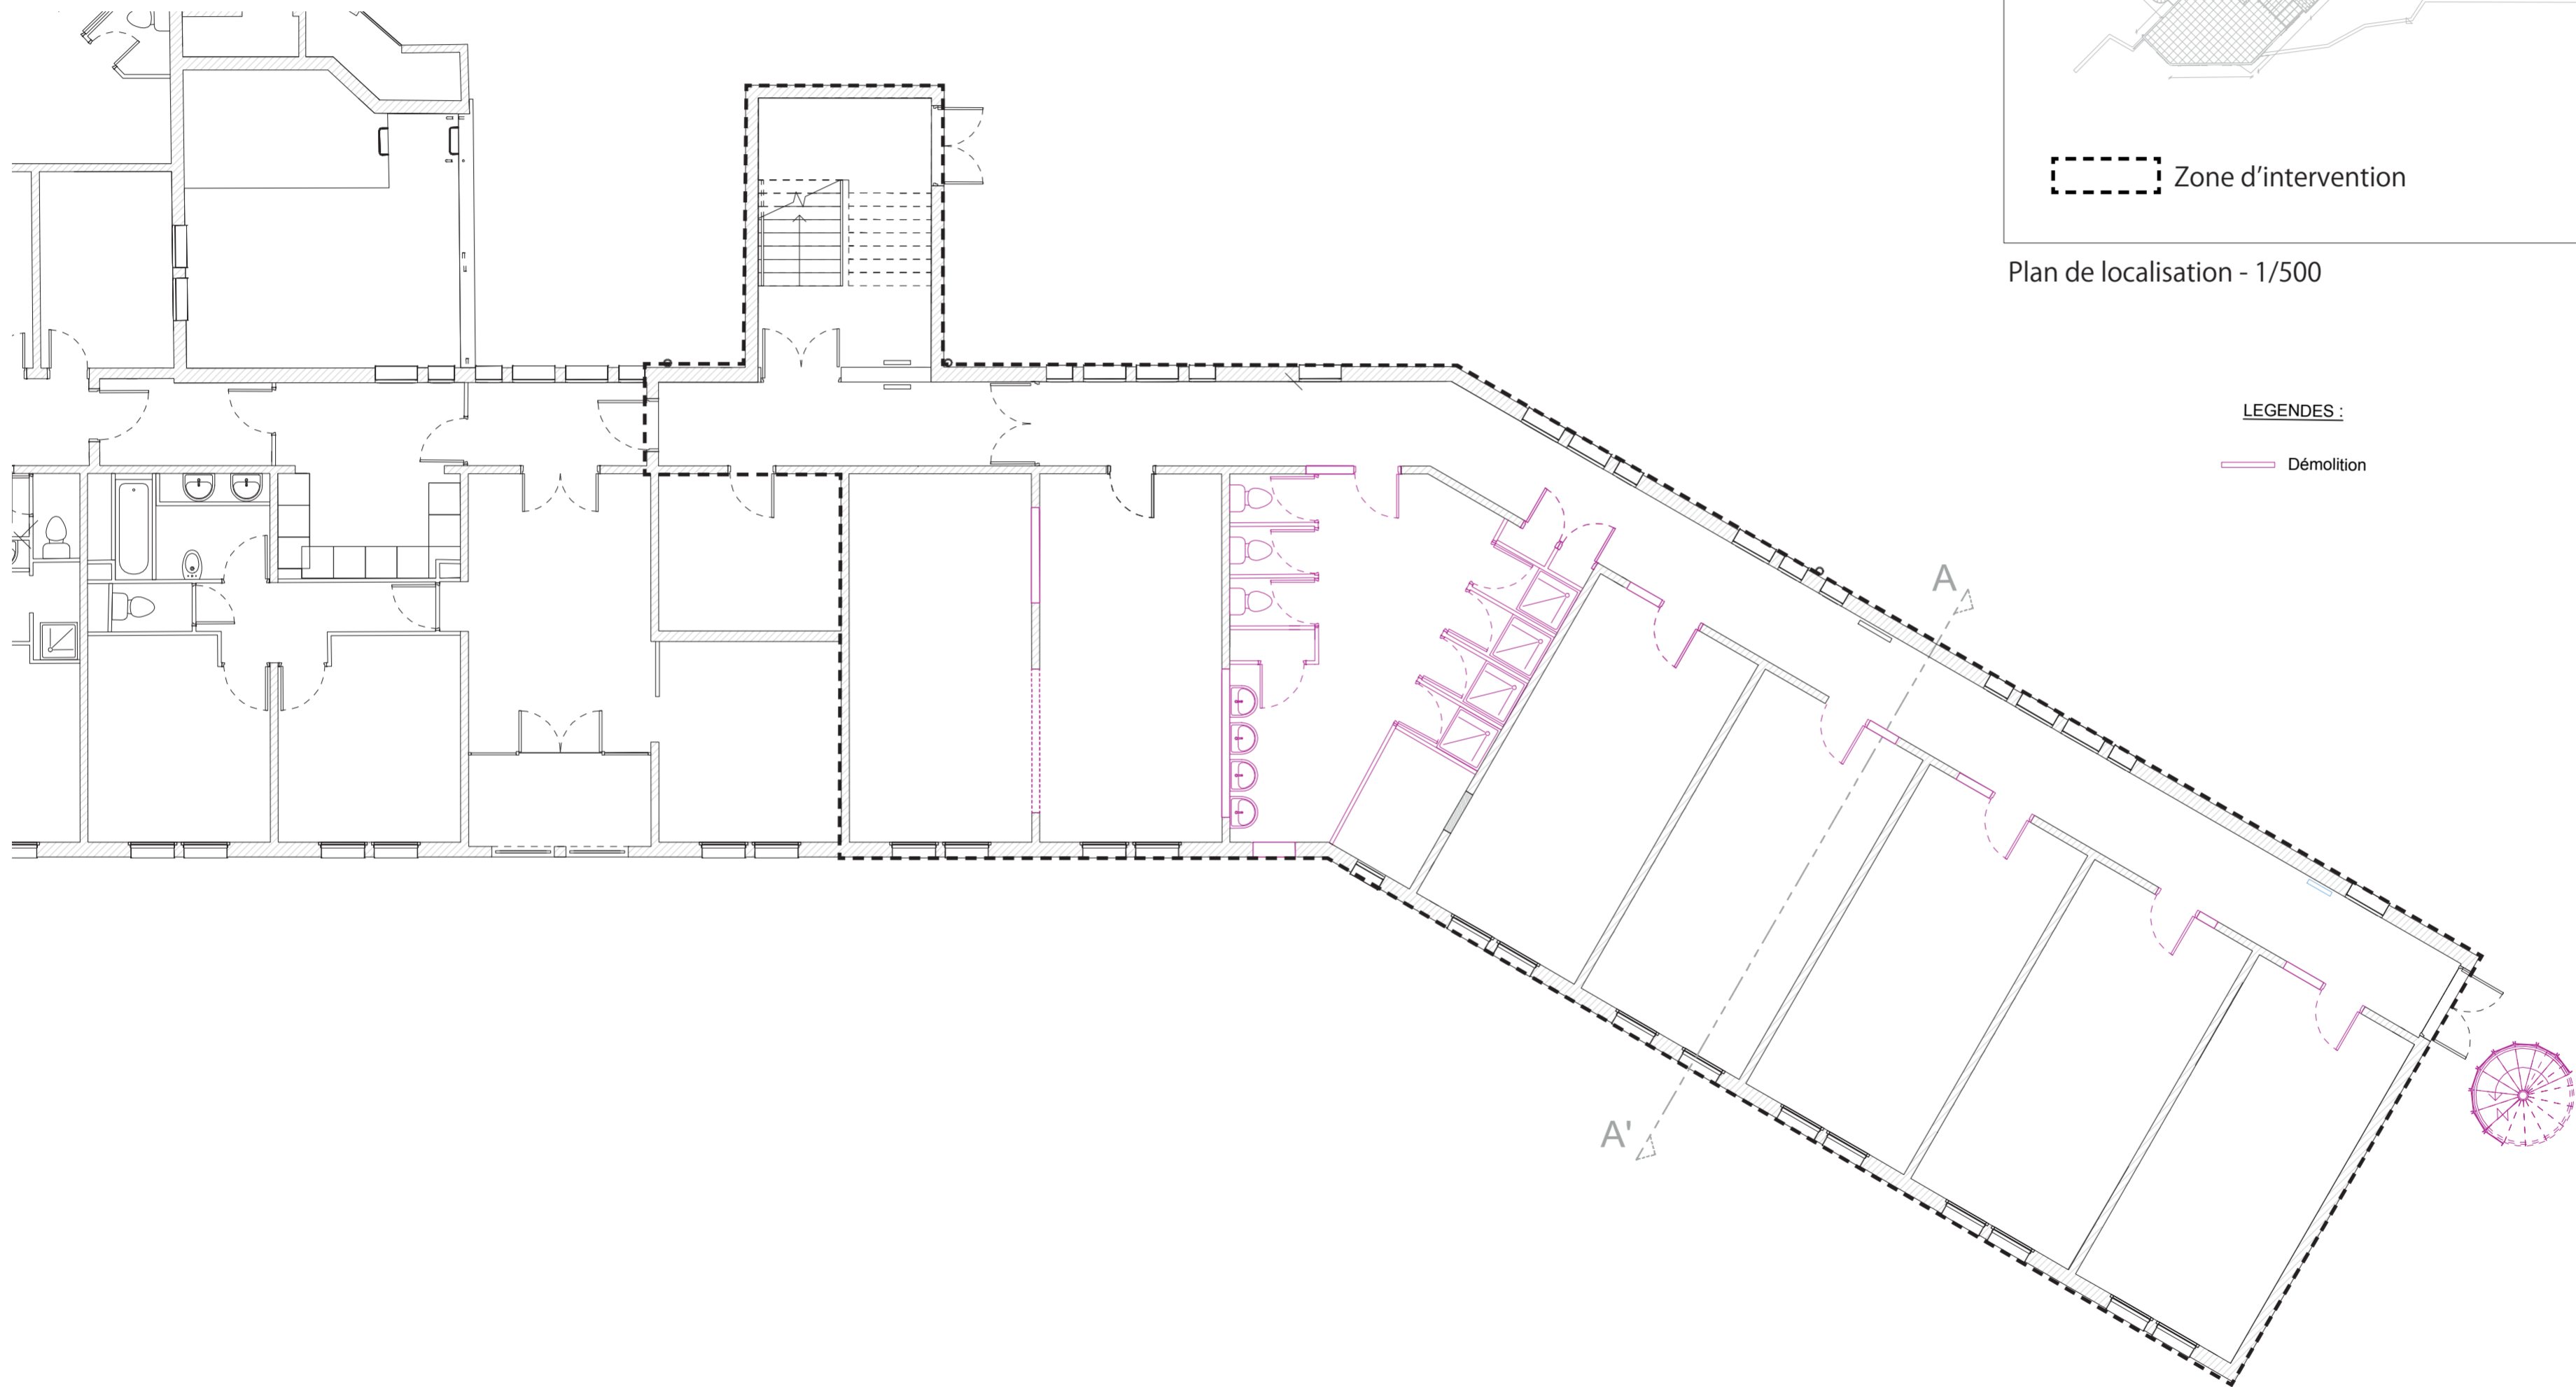 Zone d’intervention
Plan de localisation - 1/500
LEGENDES :
Démolition
A
A'